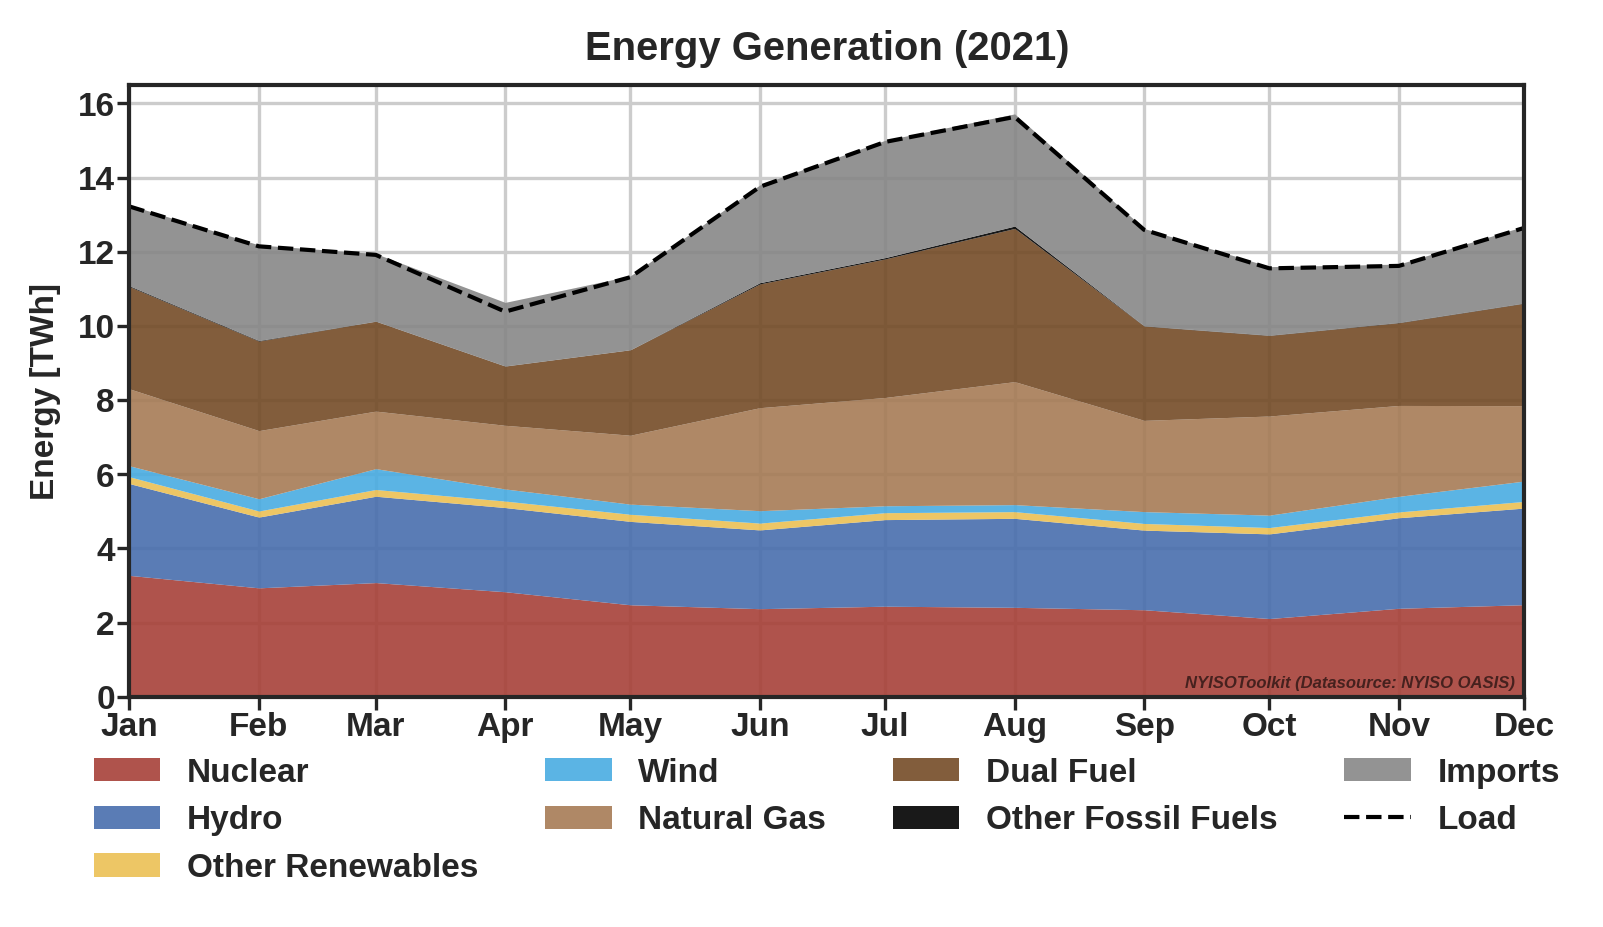 Energy Generation (2021)
Energy [TWh]
16
14
12
10
8
6
4
2
0
Jan Feb Mar Apr May Jun Jul Aug Sep Oct Nov Dec
NYISOToolkit (Datasource: NYISO OASIS)
Nuclear Wind Dual Fuel Imports
Hydro Natural Gas Other Fossil Fuels Load
Other Renewables